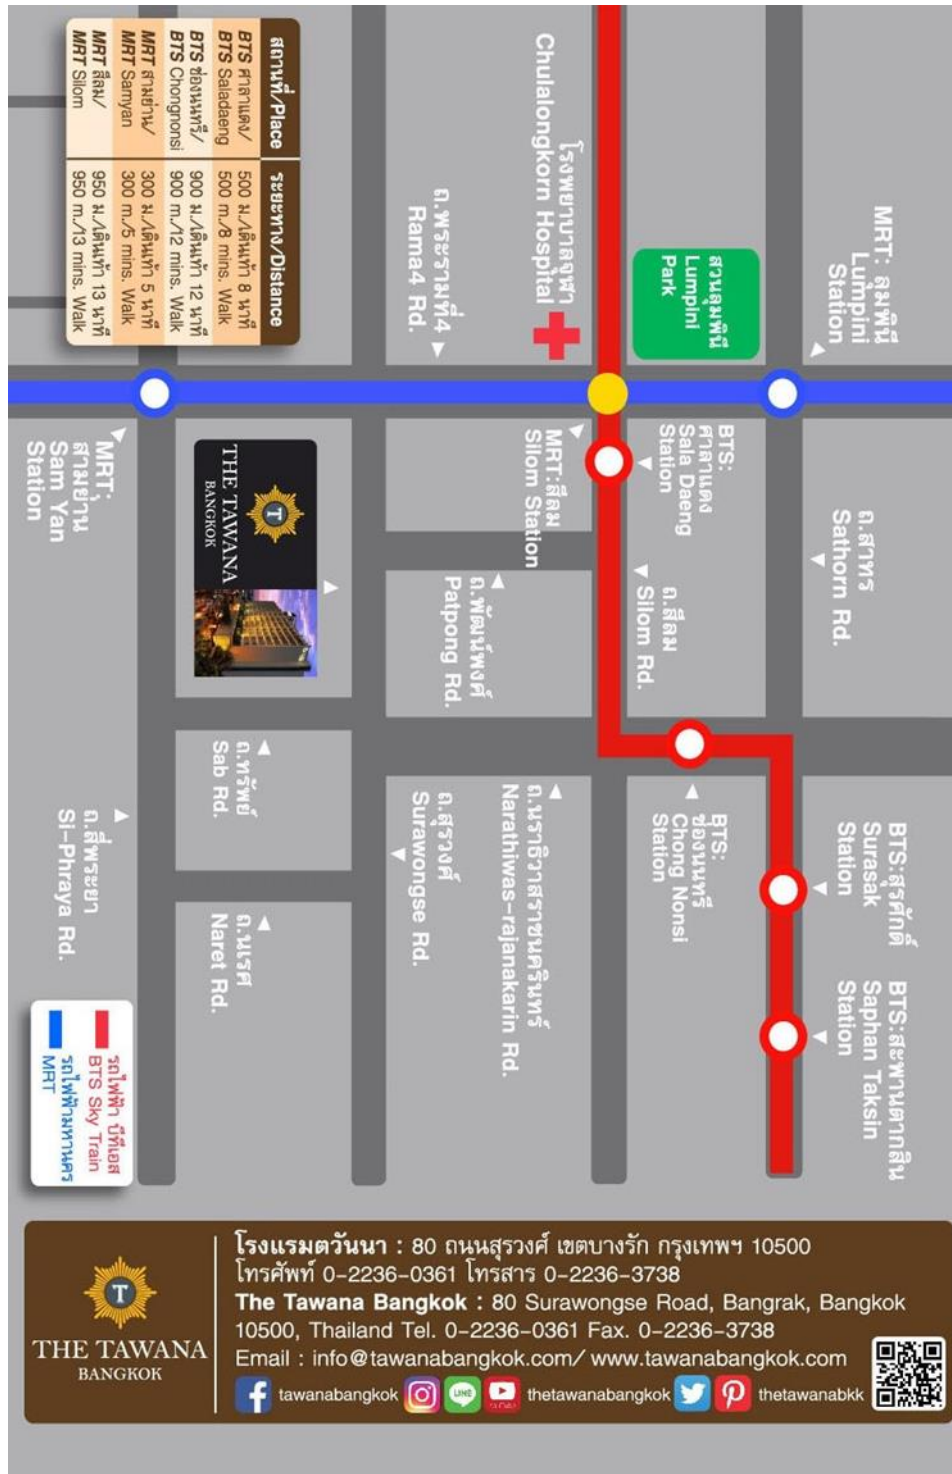 สถานที่/Place
ระยะทาง/Distance
BTS ศาลาแดง/
BTS Saladaeng
500 ม./เดินเท้า 8 นาที
500 m./8 mins. Walk
BTS ช่องนนทรี/
BTS Chongnonsi
900 ม./เดินเท้า 12 นาที
900 m./12 mins. Walk
MRT สามย่าน/
MRT Samyan
300 ม./เดินเท้า 5 นาที
300 m./5 mins. Walk
MRT สีลม/
MRT Silom
950 ม./เดินเท้า 13 นาที
950 m./13 mins. Walk
โรงพยาบาลจุฬา
Chulalongkorn Hospital
ถ.พระรามที่4
Rama4 Rd.
สวนลุมพินี
Lumpini
Park
MRT: ลุมพินี
Lumpini
Station
MRT:
สามย่าน
Sam Yan
Station
THE TAWANA
BANGKOK
MRT:สีลม
Silom Station
BTS:
ศาลาแดง
Sala Daeng
Station
ถ.สาทร
Sathorn Rd.
ถ.สีลม
Silom Rd.
ถ.พัฒน์พงศ์
Patpong Rd.
ถ.ทรัพย์
Sab Rd.
ถ.สี่พระยา
Si-Phraya Rd.
ถ.สุรวงศ์
Surawongse Rd.
ถ.นราธิวาสราชนครินทร์
Narathiwas-rajanakarin Rd.
BTS:
ช่องนนทรี
Chong Nonsi
Station
BTS:สุรศักดิ์
Surasak
Station
BTS:สะพานตากสิน
Saphan Taksin
Station
ถ.นเรศ
Naret Rd.
รถไฟฟ้า บีทีเอส
BTS Sky Train
รถไฟฟ้ามหานคร
MRT
T
THE TAWANA
BANGKOK
โรงแรมตวันนา : 80 ถนนสุรวงศ์ เขตบางรัก กรุงเทพฯ 10500
โทรศัพท์ 0-2236-0361 โทรสาร 0-2236-3738
The Tawana Bangkok : 80 Surawongse Road, Bangrak, Bangkok
10500, Thailand Tel. 0-2236-0361 Fax. 0-2236-3738
Email : info@tawanabangkok.com/ www.tawanabangkok.com
tawanabangkok LINE thetawanabangkok thetawanabkk